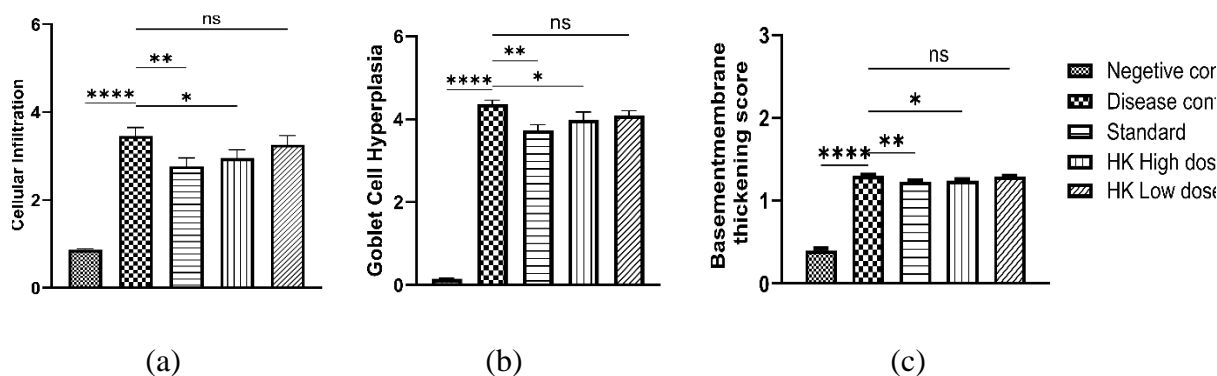 Cellular Infiltration
6
4
2
0
ns
**
****
*
(a)
Goblet Cell Hyperplasia
6
4
2
0
ns
**
****
*
(b)
Basementmembrane
thickening score
3
2
1
0
ns
*
**
****
(c)
Negetive con
Disease conf
Standard
HK High dos
HK Low dose